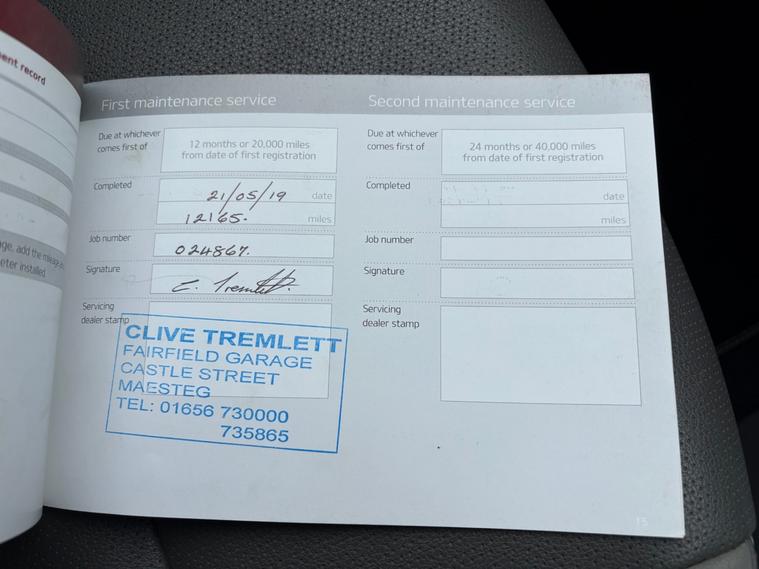 ent record
ge, add the mileage
eter installed
First maintenance service
Due at whichever
comes first of
12 months or 20,000 miles
from date of first registration
Completed
21/05/19 date
12165. miles
Job number
024867.
Signature
C. Tremlett.
Servicing
dealer stamp
CLIVE TREMLETT
FAIRFIELD GARAGE
CASTLE STREET
MAESTEG
TEL: 01656 730000
735865
Second maintenance service
Due at whichever
comes first of
24 months or 40,000 miles
from date of first registration
Completed
date
miles
Job number
Signature
Servicing
dealer stamp
15